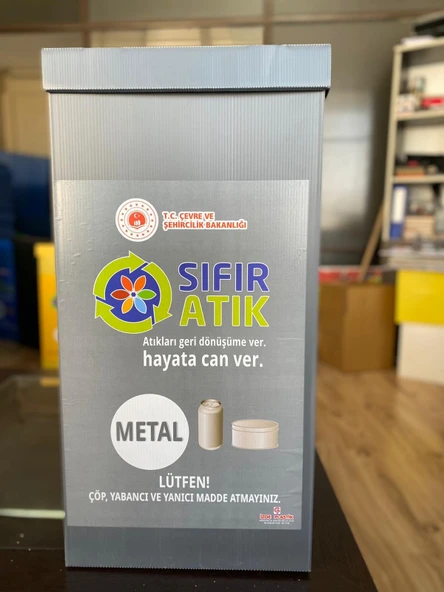 T.C. ÇEVRE VE
ŞEHİRCİLİK BAKANLIĞI
SIFIR
ATIK
Atıkları geri dönüşüme ver.
hayata can ver.
METAL
LÜTFEN!
ÇÖP, YABANCI VE YANICI MADDE ATMAYINIZ.